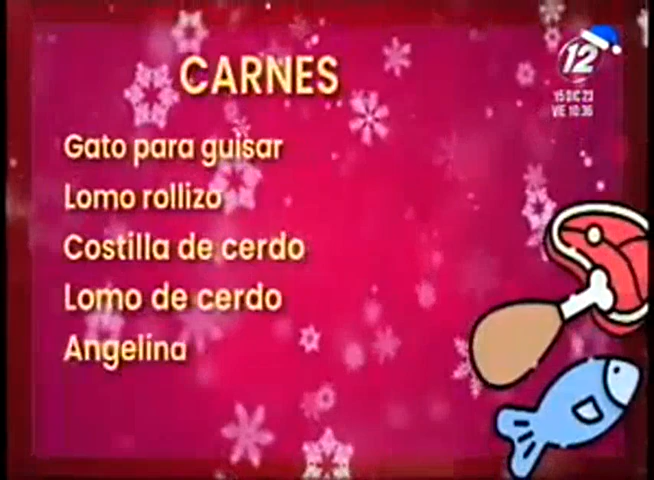 CARNES
12
15 DIC 23
VIE 10:36
Gato para guisar
Lomo rollizo
Costilla de cerdo
Lomo de cerdo
Angelina